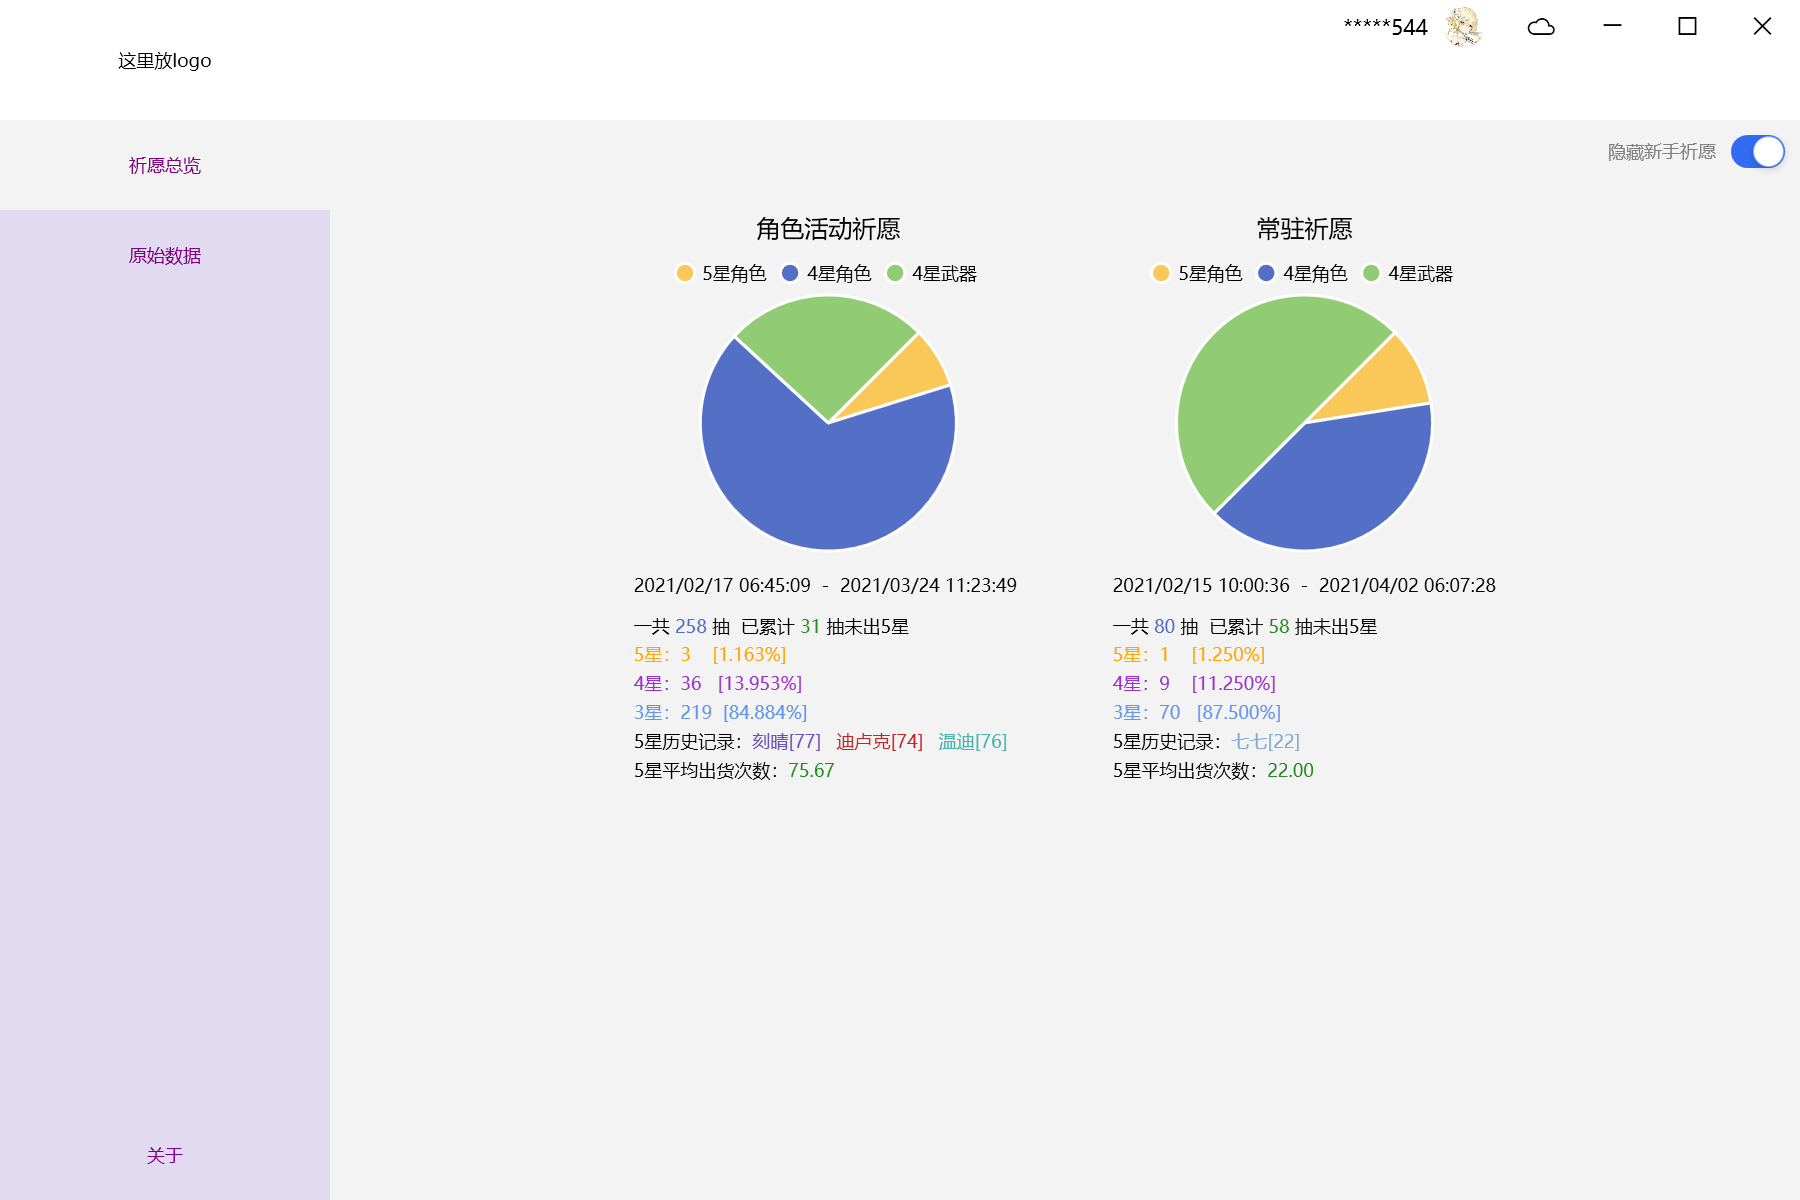 *****544
这里放logo
祈愿总览
原始数据
关于
隐藏新手祈愿
角色活动祈愿
5星角色 4星角色 4星武器
2021/02/17 06:45:09 - 2021/03/24 11:23:49
一共 258 抽 已累计 31 抽未出5星
5星：3 [1.163%]
4星：36 [13.953%]
3星：219 [84.884%]
5星历史记录：刻晴[77] 迪卢克[74] 温迪[76]
5星平均出货次数：75.67
常驻祈愿
5星角色 4星角色 4星武器
2021/02/15 10:00:36 - 2021/04/02 06:07:28
一共 80 抽 已累计 58 抽未出5星
5星：1 [1.250%]
4星：9 [11.250%]
3星：70 [87.500%]
5星历史记录：七七[22]
5星平均出货次数：22.00